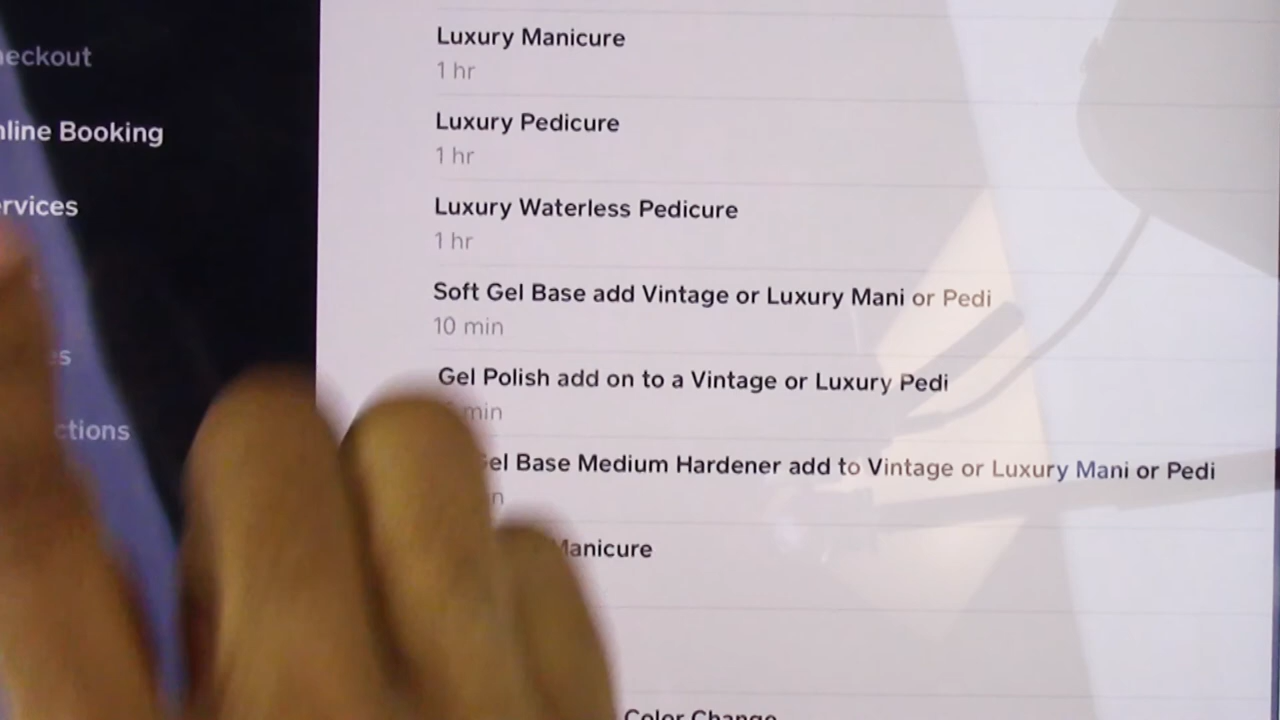 eckout
Luxury Manicure
1 hr
Luxury Pedicure
nline Booking
1 hr
rvices
Luxury Waterless Pedicure
1 hr
Soft Gel Base add Vintage or Luxury Mani or Pedi
10 min
Gel Polish add on to a Vintage or Luxury Pedi
min
ctions
el Base Medium Hardener add to Vintage or Luxury Mani or Pedi
Manicure
Color Change